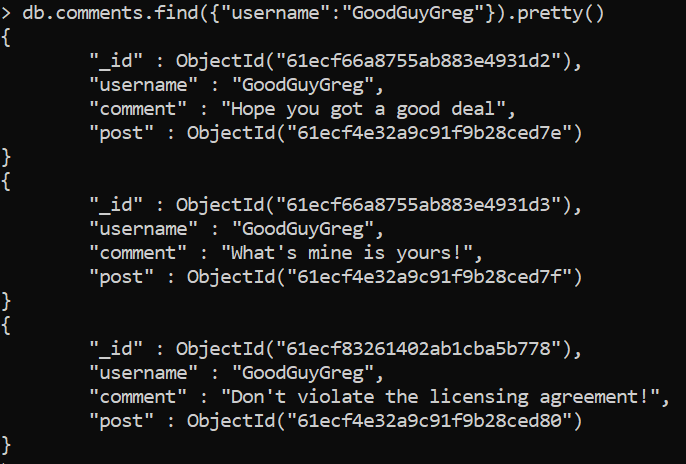 > db.comments.find({"username":"GoodGuyGreg"}).pretty()
{
"_id" : ObjectId("61ecf66a8755ab883e4931d2"),
"username" : "GoodGuyGreg",
"comment" : "Hope you got a good deal",
"post" : ObjectId("61ecf4e32a9c91f9b28ced7e")
}
{
"_id" : ObjectId("61ecf66a8755ab883e4931d3"),
"username" : "GoodGuyGreg",
"comment" : "What's mine is yours!",
"post" : ObjectId("61ecf4e32a9c91f9b28ced7f")
}
{
"_id" : ObjectId("61ecf83261402ab1cba5b778"),
"username" : "GoodGuyGreg",
"comment" : "Don't violate the licensing agreement!",
"post" : ObjectId("61ecf4e32a9c91f9b28ced80")
}